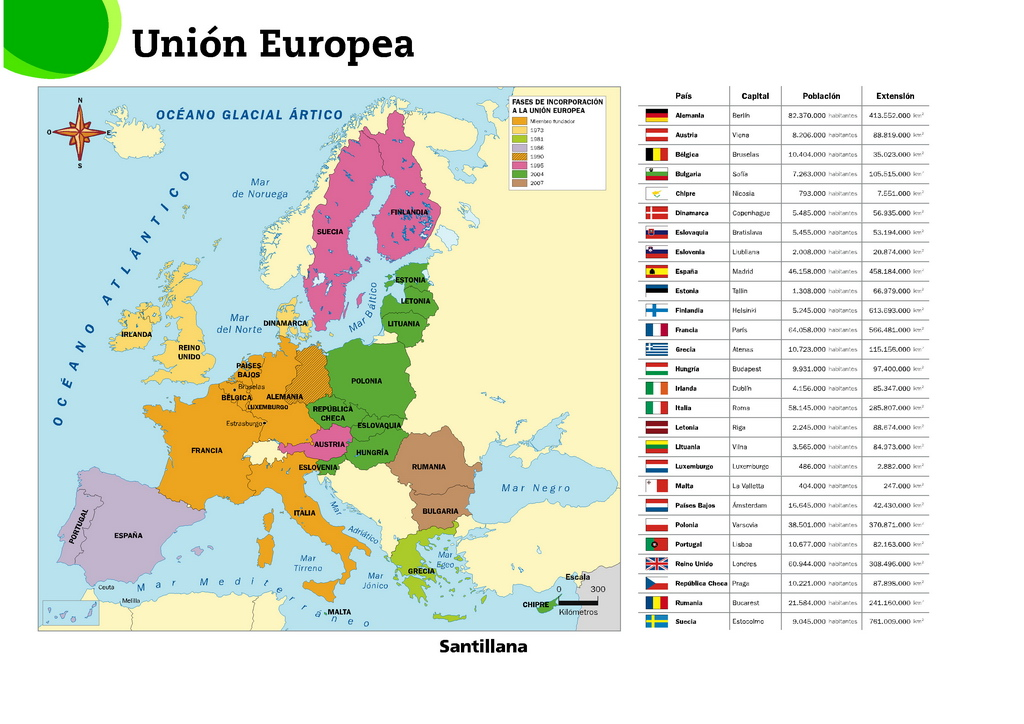 Unión Europea
N
O
E
S
OCÉANO GLACIAL ÁRTICO
FASES DE INCORPORACIÓN
A LA UNIÓN EUROPEA
Miembro fundador
1973
1981
1986
1990
1995
2004
2007
OCÉANO ATLÁNTICO
Mar
de Noruega
FINLANDIA
SUECIA
ESTONIA
LETONIA
LITUANIA
Mar Báltico
Mar
del Norte
DINAMARCA
IRLANDA
REINO
UNIDO
PAÍSES
BAJOS
Bruselas
BÉLGICA
ALEMANIA
LUXEMBURGO
Estrasburgo
POLONIA
REPÚBLICA
CHECA
ESLOVAQUIA
AUSTRIA
HUNGRÍA
FRANCIA
ESLOVENIA
RUMANIA
Mar Negro
BULGARIA
ITALIA
Mar
Adriático
PORTUGAL
ESPAÑA
Mar
Tirreno
Mar
Jónico
Mar
Egeo
GRECIA
Ceuta
Melilla
Mar Mediterráneo
MALTA
CHIPRE
Escala
0 300
Kilómetros
Santillana
País Capital Población Extensión
Alemania Berlín 82.370.000 habitantes 413.552.000 km²
Austria Viena 8.206.000 habitantes 88.819.000 km²
Bélgica Bruselas 10.404.000 habitantes 35.023.000 km²
Bulgaria Sofía 7.263.000 habitantes 105.515.000 km²
Chipre Nicosia 793.000 habitantes 7.551.000 km²
Dinamarca Copenhague 5.485.000 habitantes 56.935.000 km²
Eslovaquia Bratislava 5.455.000 habitantes 53.194.000 km²
Eslovenia Liubliana 2.008.000 habitantes 20.874.000 km²
España Madrid 46.158.000 habitantes 458.184.000 km²
Estonia Tallin 1.308.000 habitantes 66.979.000 km²
Finlandia Helsinki 5.245.000 habitantes 613.693.000 km²
Francia París 64.058.000 habitantes 596.481.000 km²
Grecia Atenas 10.723.000 habitantes 115.156.000 km²
Hungría Budapest 9.931.000 habitantes 97.400.000 km²
Irlanda Dublín 4.156.000 habitantes 85.347.000 km²
Italia Roma 58.145.000 habitantes 285.807.000 km²
Letonia Riga 2.245.000 habitantes 88.674.000 km²
Lituania Vilna 3.565.000 habitantes 84.973.000 km²
Luxemburgo Luxemburgo 486.000 habitantes 2.882.000 km²
Malta La Valletta 404.000 habitantes 247.000 km²
Países Bajos Ámsterdam 16.645.000 habitantes 42.430.000 km²
Polonia Varsovia 38.501.000 habitantes 370.871.000 km²
Portugal Lisboa 10.677.000 habitantes 82.163.000 km²
Reino Unido Londres 60.944.000 habitantes 308.496.000 km²
República Checa Praga 10.221.000 habitantes 87.898.000 km²
Rumania Bucarest 21.584.000 habitantes 241.160.000 km²
Suecia Estocolmo 9.045.000 habitantes 761.009.000 km²